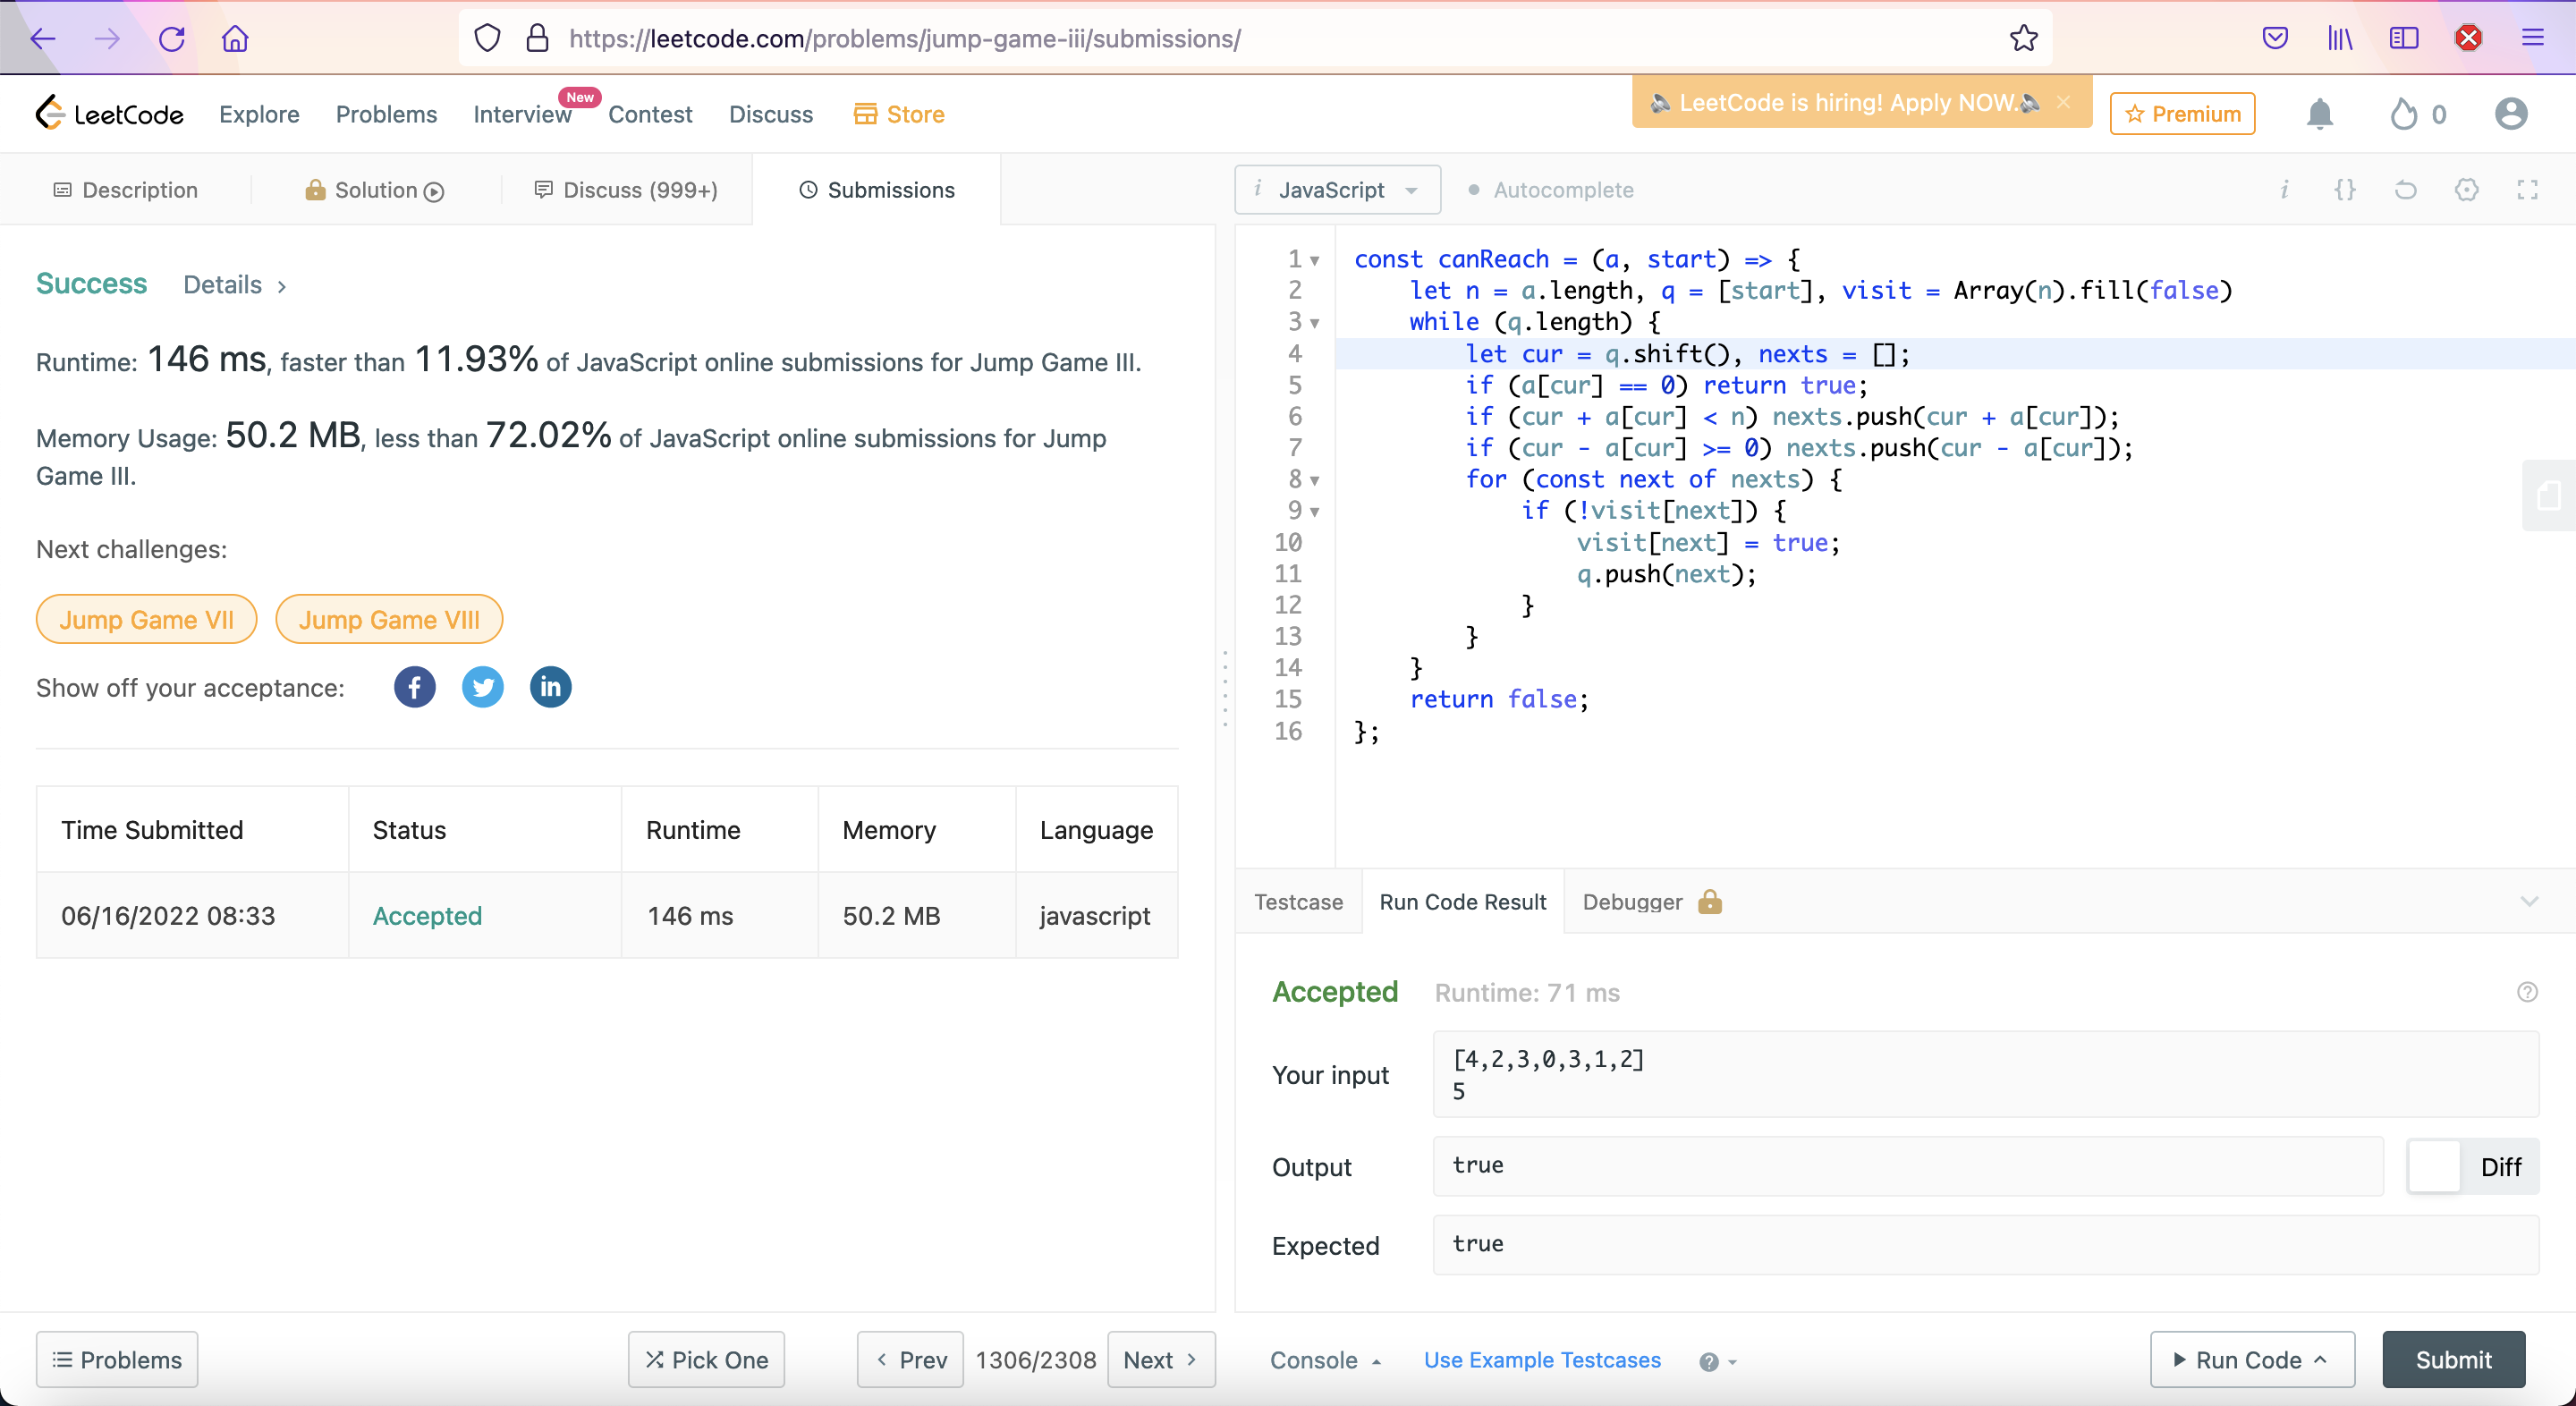 https://leetcode.com/problems/jump-game-iii/submissions/
LeetCode Explore Problems Interview New Contest Discuss Store LeetCode is hiring! Apply NOW. × Premium 0
Description Solution Discuss (999+) Submissions
i JavaScript Autocomplete i {}
Success Details >
Runtime: 146 ms, faster than 11.93% of JavaScript online submissions for Jump Game III.
Memory Usage: 50.2 MB, less than 72.02% of JavaScript online submissions for Jump
Game III.
Next challenges:
Jump Game VII Jump Game VIII
Show off your acceptance: f in
Time Submitted Status Runtime Memory Language
06/16/2022 08:33 Accepted 146 ms 50.2 MB javascript
1 const canReach = (a, start) => {
2     let n = a.length, q = [start], visit = Array(n).fill(false)
3     while (q.length) {
4         let cur = q.shift(), nexts = [];
5         if (a[cur] == 0) return true;
6         if (cur + a[cur] < n) nexts.push(cur + a[cur]);
7         if (cur - a[cur] >= 0) nexts.push(cur - a[cur]);
8         for (const next of nexts) {
9             if (!visit[next]) {
10                 visit[next] = true;
11                 q.push(next);
12             }
13         }
14     }
15     return false;
16 };
Testcase Run Code Result Debugger
Accepted Runtime: 71 ms ?
Your input
[4,2,3,0,3,1,2]
5
Output true Diff
Expected true
Problems Pick One < Prev 1306/2308 Next > Console Use Example Testcases ? Run Code Submit